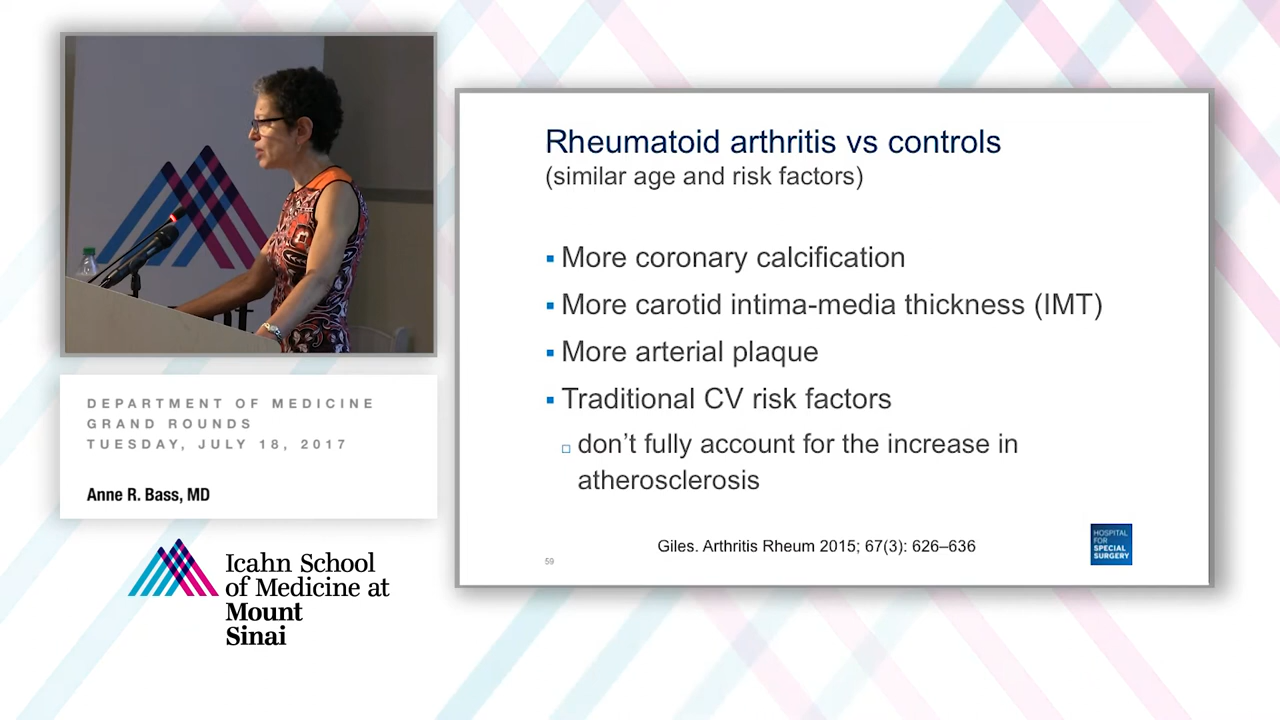 Rheumatoid arthritis vs controls
(similar age and risk factors)
▪ More coronary calcification
▪ More carotid intima-media thickness (IMT)
▪ More arterial plaque
▪ Traditional CV risk factors
□ don’t fully account for the increase in
atherosclerosis
Giles. Arthritis Rheum 2015; 67(3): 626–636
59
HOSPITAL
FOR
SPECIAL
SURGERY
DEPARTMENT OF MEDICINE
GRAND ROUNDS
TUESDAY, JULY 18, 2017
Anne R. Bass, MD
Icahn School
of Medicine at
Mount
Sinai